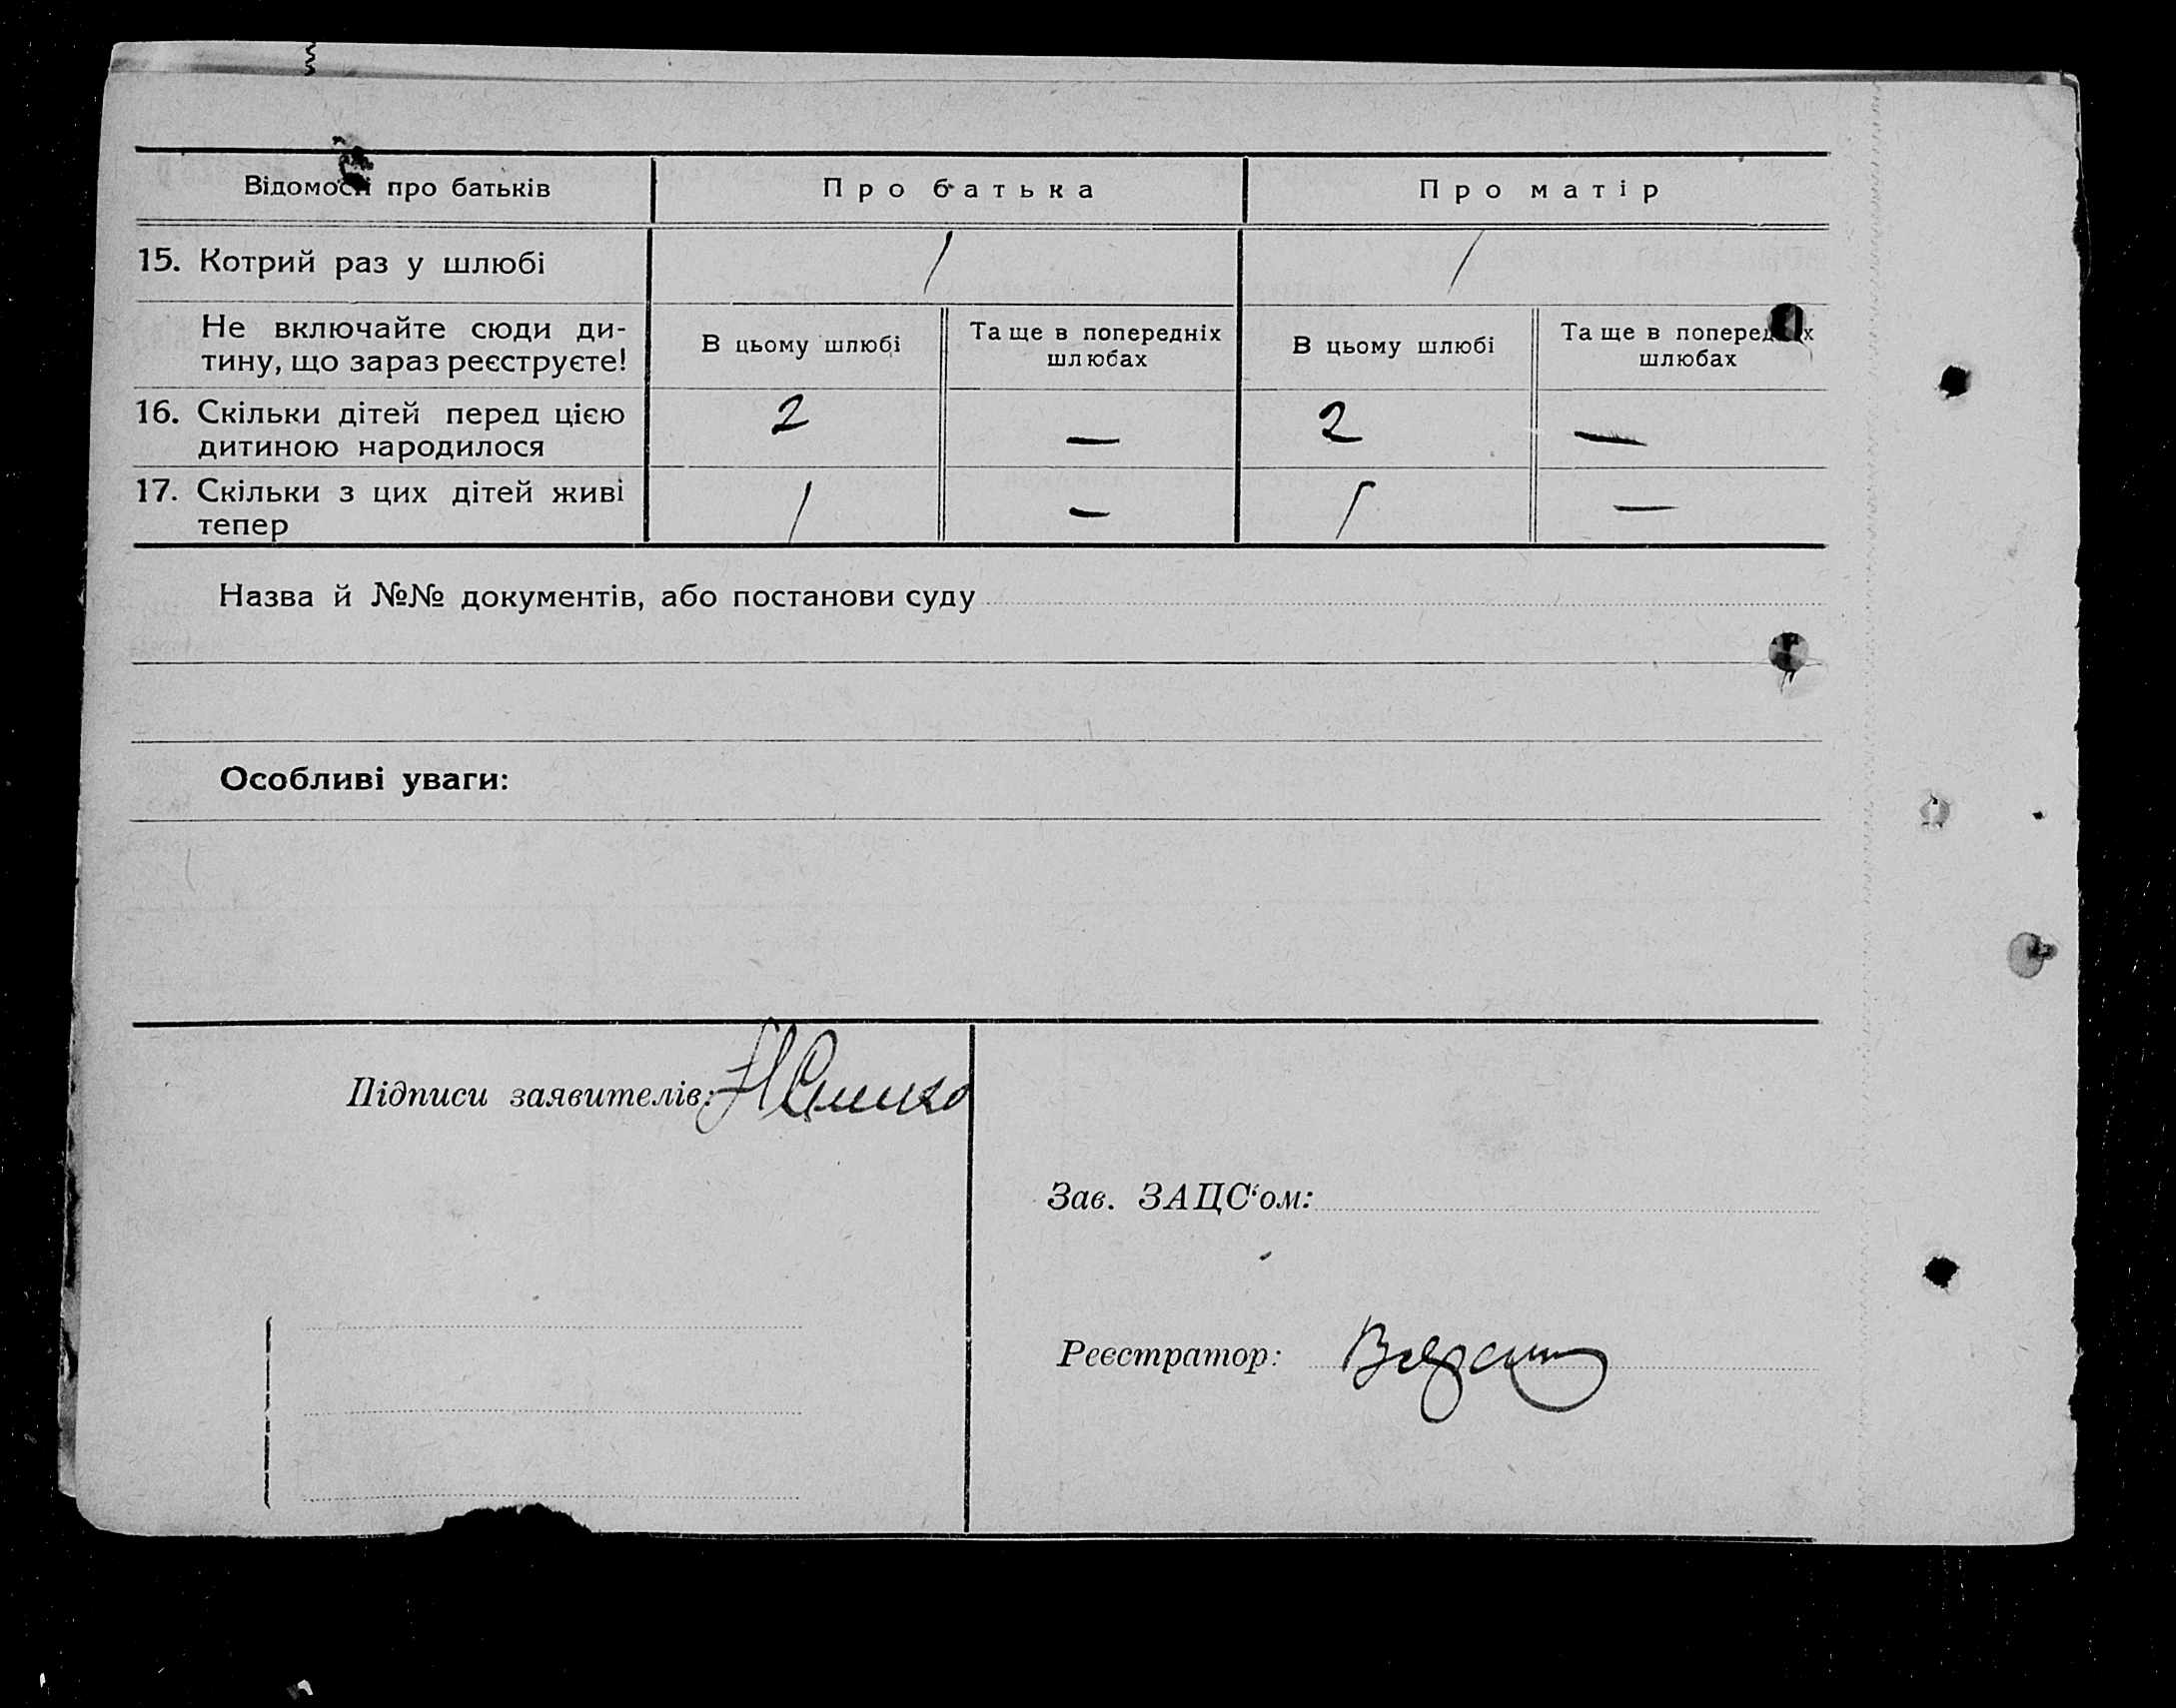 Відомості про батьків
Про батька
Про матір
15. Котрий раз у шлюбі
1
1
Не включайте сюди ди-
тину, що зараз реєструєте!
В цьому шлюбі
Та ще в попередніх
шлюбах
В цьому шлюбі
Та ще в попередніх
шлюбах
16. Скільки дітей перед цією
дитиною народилося
2
—
2
—
17. Скільки з цих дітей живі
тепер
1
—
1
—
Назва й №№ документів, або постанови суду
Особливі уваги:
Підписи заявителів:
Зав. ЗАЦС‘ом:
Реєстратор: